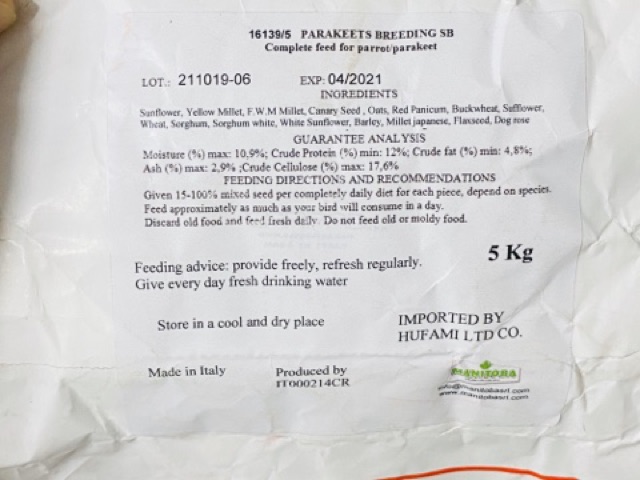 16139/5 PARAKEETS BREEDING SB
Complete feed for parrot/parakeet
LOT.: 211019-06 EXP: 04/2021
INGREDIENTS
Sunflower, Yellow Millet, F.W.M Millet, Canary Seed , Oats, Red Panicum, Buckwheat, Safflower,
Wheat, Sorghum, Sorghum white, White Sunflower, Barley, Millet japanese, Flaxseed, Dog rose
GUARANTEE ANALYSIS
Moisture (%) max: 10,9%; Crude Protein (%) min: 12%; Crude fat (%) min: 4,8%;
Ash (%) max: 2,9% ;Crude Cellulose (%) max: 17,6%
FEEDING DIRECTIONS AND RECOMMENDATIONS
Given 15-100% mixed seed per completely daily diet for each piece, depend on species.
Feed approximately as much as your bird will consume in a day.
Discard old food and feed fresh daily. Do not feed old or moldy food.
5 Kg
Feeding advice: provide freely, refresh regularly.
Give every day fresh drinking water
Store in a cool and dry place
IMPORTED BY
HUFAMI LTD CO.
Made in Italy
Produced by
IT000214CR
MANITOBA
info@manitobasrl.com
www.manitobasrl.com